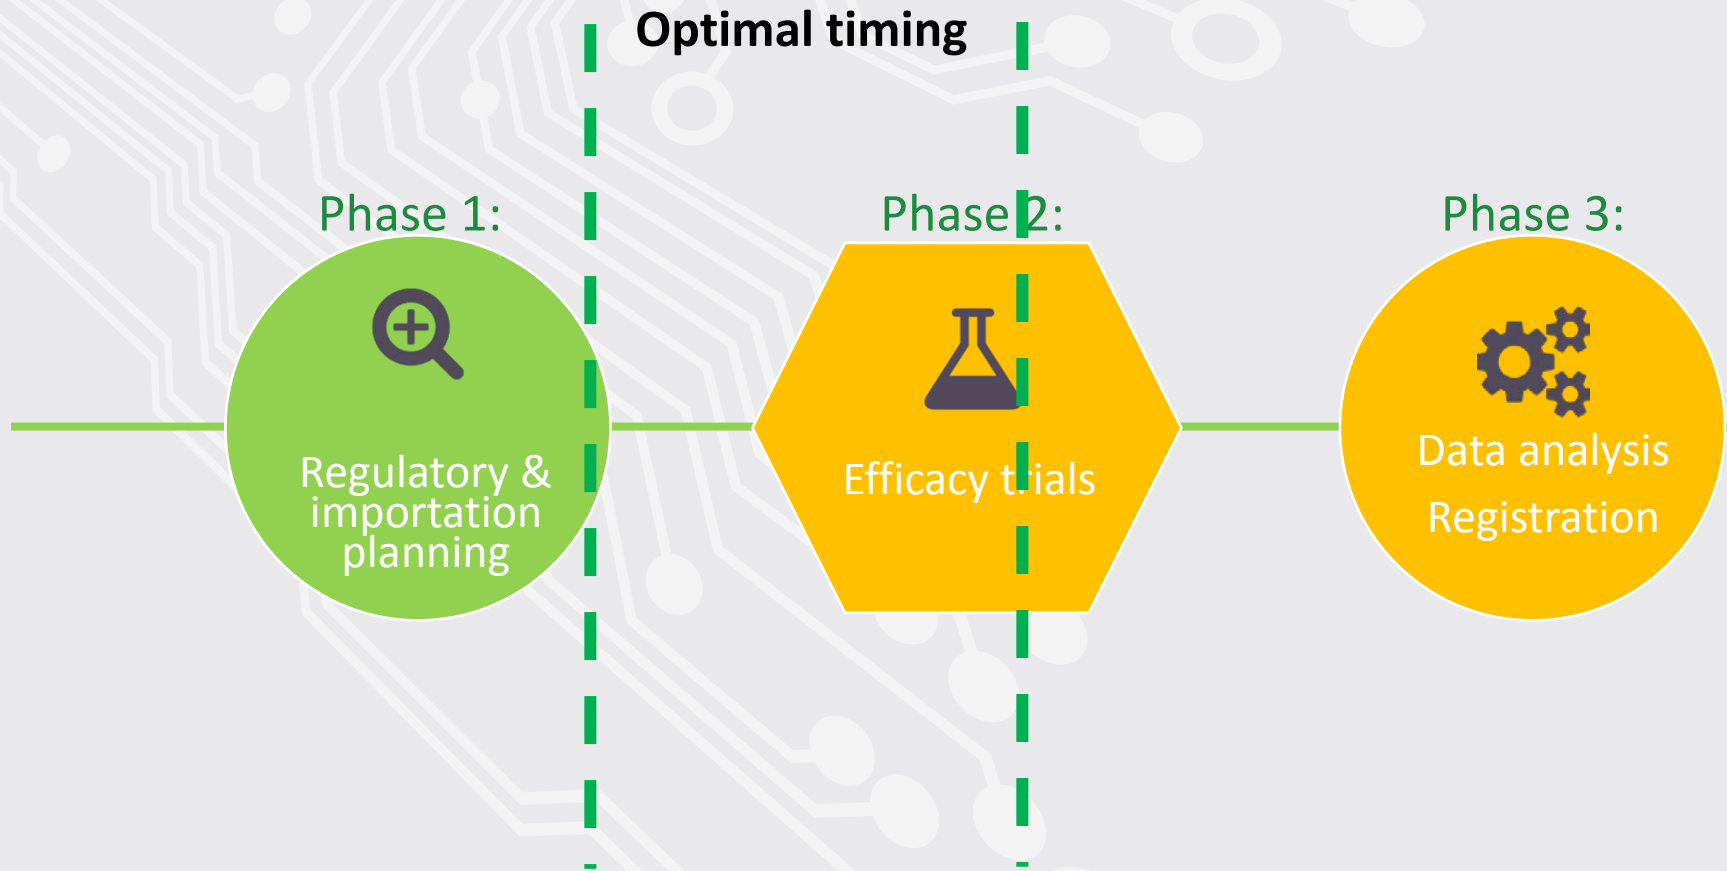 Optimal timing
Phase 1:
Phase 2:
Phase 3:
Regulatory &
importation
planning
Efficacy trials
Data analysis
Registration